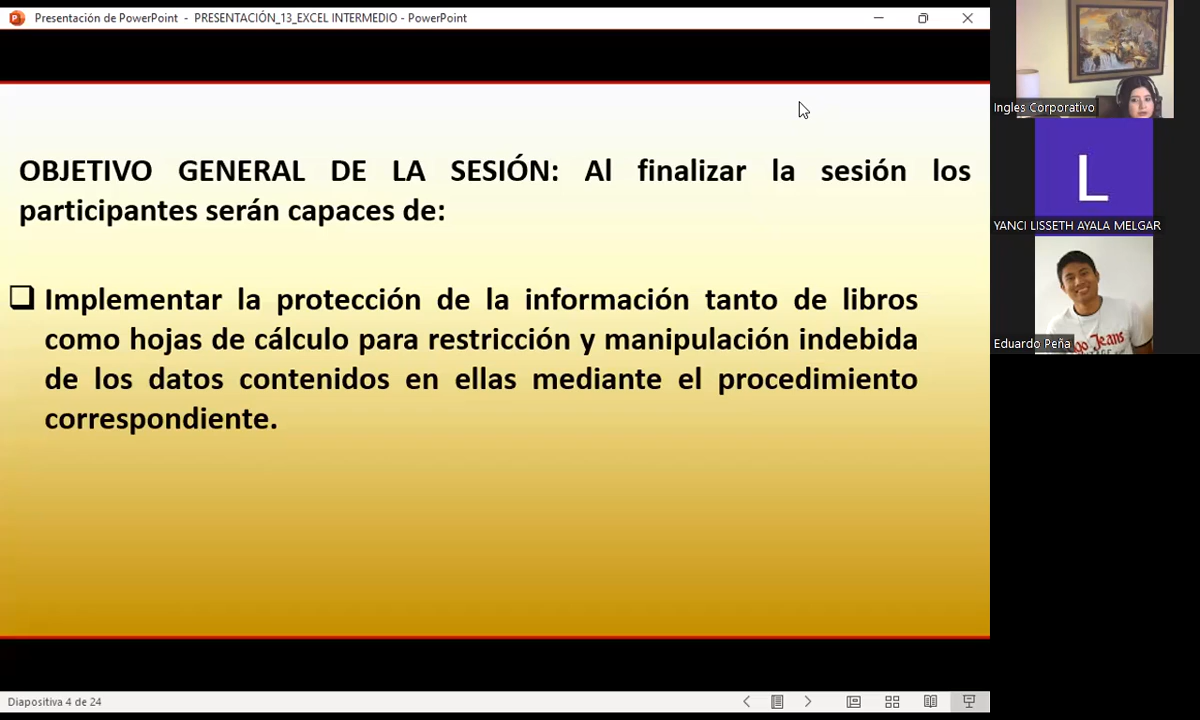 Presentación de PowerPoint - PRESENTACIÓN_13_EXCEL INTERMEDIO - PowerPoint
OBJETIVO GENERAL DE LA SESIÓN: Al finalizar la sesión los
participantes serán capaces de:
Implementar la protección de la información tanto de libros
como hojas de cálculo para restricción y manipulación indebida
de los datos contenidos en ellas mediante el procedimiento
correspondiente.
Diapositiva 4 de 24
Ingles Corporativo
L
YANCI LISSETH AYALA MELGAR
Eduardo Peña